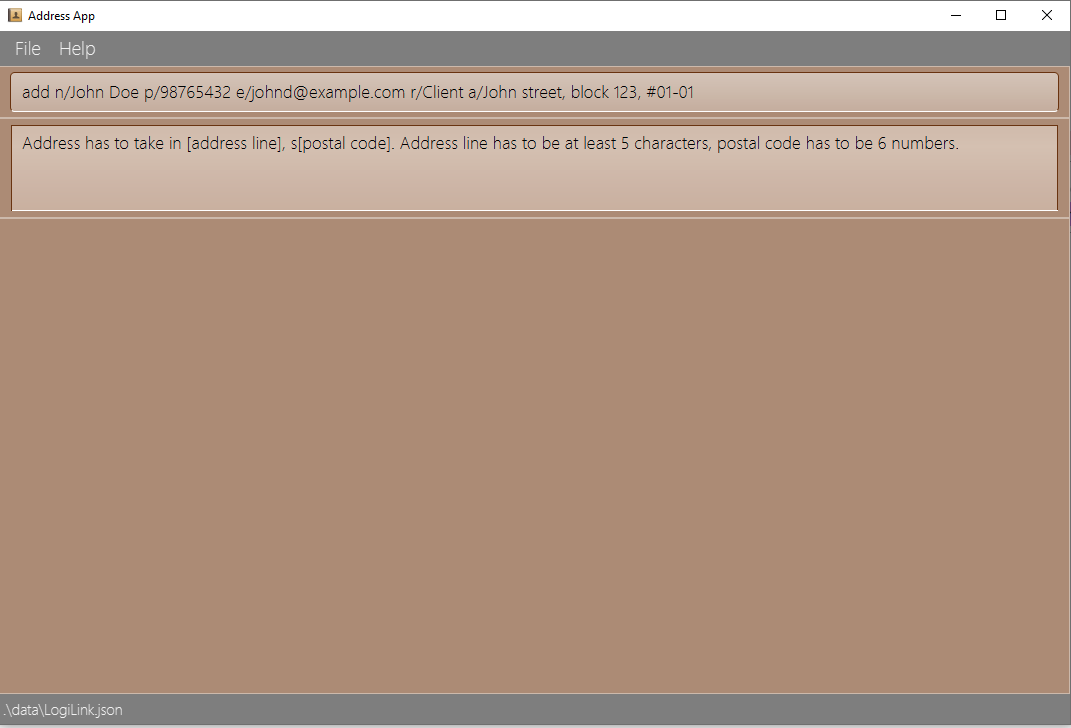 Address App
File Help
add n/John Doe p/98765432 e/johnd@example.com r/Client a/John street, block 123, #01-01
Address has to take in [address line], s[postal code]. Address line has to be at least 5 characters, postal code has to be 6 numbers.
.\data\LogiLink.json